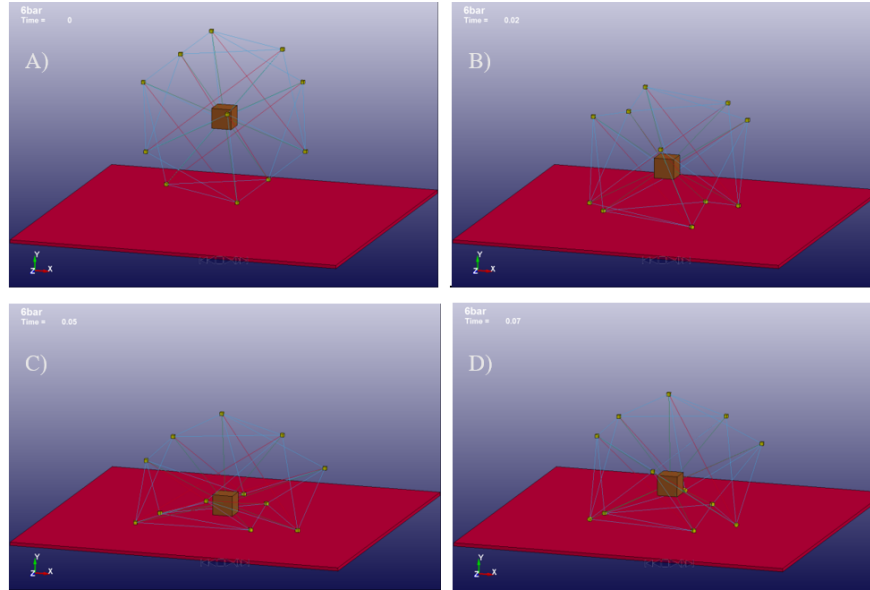 6bar
Time = 0
A)
Y
Z X
6bar
Time = 0.02
B)
Y
Z X
6bar
Time = 0.05
C)
Y
Z X
6bar
Time = 0.07
D)
Y
Z X